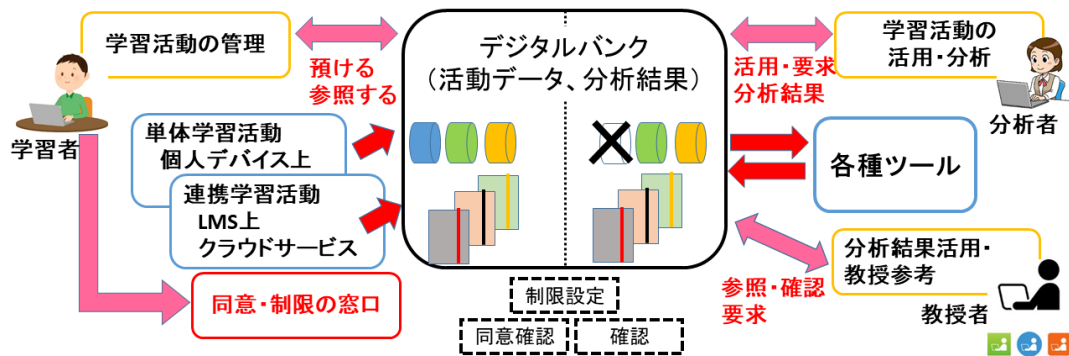 学習活動の管理
学習者
預ける
参照する
単体学習活動
個人デバイス上
連携学習活動
LMS上
クラウドサービス
同意・制限の窓口
デジタルバンク
（活動データ、分析結果）
制限設定
同意確認
確認
学習活動の
活用・分析
活用・要求
分析結果
分析者
各種ツール
分析結果活用・
教授参考
参照・確認
要求
教授者